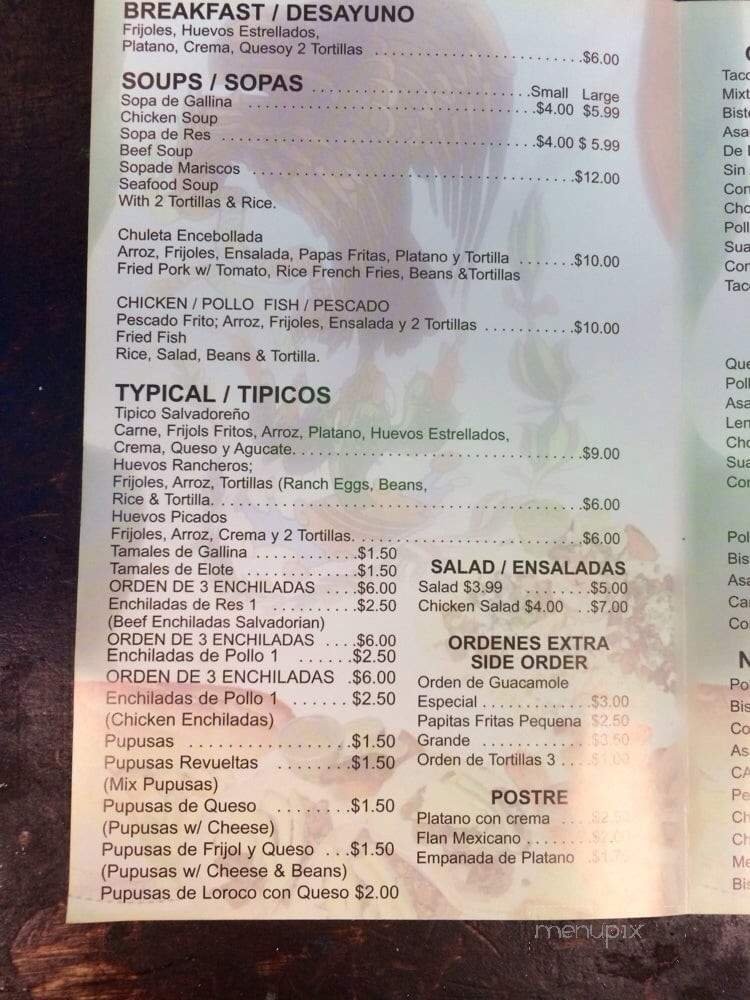 BREAKFAST / DESAYUNO
Frijoles, Huevos Estrellados,
Platano, Crema, Quesoy 2 Tortillas ..............................$6.00
SOUPS / SOPAS ..............................Small Large
Sopa de Gallina ..............................$4.00 $5.99
Chicken Soup
Sopa de Res ..............................$4.00 $ 5.99
Beef Soup
Sopade Mariscos ..............................$12.00
Seafood Soup
With 2 Tortillas & Rice.
Chuleta Encebollada
Arroz, Frijoles, Ensalada, Papas Fritas, Platano y Tortilla .......$10.00
Fried Pork w/ Tomato, Rice French Fries, Beans &Tortillas
CHICKEN / POLLO FISH / PESCADO
Pescado Frito; Arroz, Frijoles, Ensalada y 2 Tortillas ...........$10.00
Fried Fish
Rice, Salad, Beans & Tortilla.
TYPICAL / TIPICOS
Tipico Salvadoreño
Carne, Frijols Fritos, Arroz, Platano, Huevos Estrellados,
Crema, Queso y Agucate..............................$9.00
Huevos Rancheros;
Frijoles, Arroz, Tortillas (Ranch Eggs, Beans,
Rice & Tortilla..............................$6.00
Huevos Picados
Frijoles, Arroz, Crema y 2 Tortillas..............................$6.00
Tamales de Gallina ............$1.50
Tamales de Elote ..............$1.50
ORDEN DE 3 ENCHILADAS ....$6.00
Enchiladas de Res 1 ..........$2.50
(Beef Enchiladas Salvadorian)
ORDEN DE 3 ENCHILADAS ....$6.00
Enchiladas de Pollo 1 ......$2.50
ORDEN DE 3 ENCHILADAS .$6.00
Enchiladas de Pollo 1 ...... $2.50
(Chicken Enchiladas)
Pupusas ..................$1.50
Pupusas Revueltas ........$1.50
(Mix Pupusas)
Pupusas de Queso ........$1.50
(Pupusas w/ Cheese)
Pupusas de Frijol y Queso ...$1.50
(Pupusas w/ Cheese & Beans)
Pupusas de Loroco con Queso $2.00
SALAD / ENSALADAS
Salad $3.99 ........$5.00
Chicken Salad $4.00 ..$7.00
ORDENES EXTRA
SIDE ORDER
Orden de Guacamole
Especial .............$3.00
Papitas Fritas Pequena $2.50
Grande .............$3.50
Orden de Tortillas 3 ....$1.00
POSTRE
Platano con crema ....
Flan Mexicano ........
Empanada de Platano
menupix